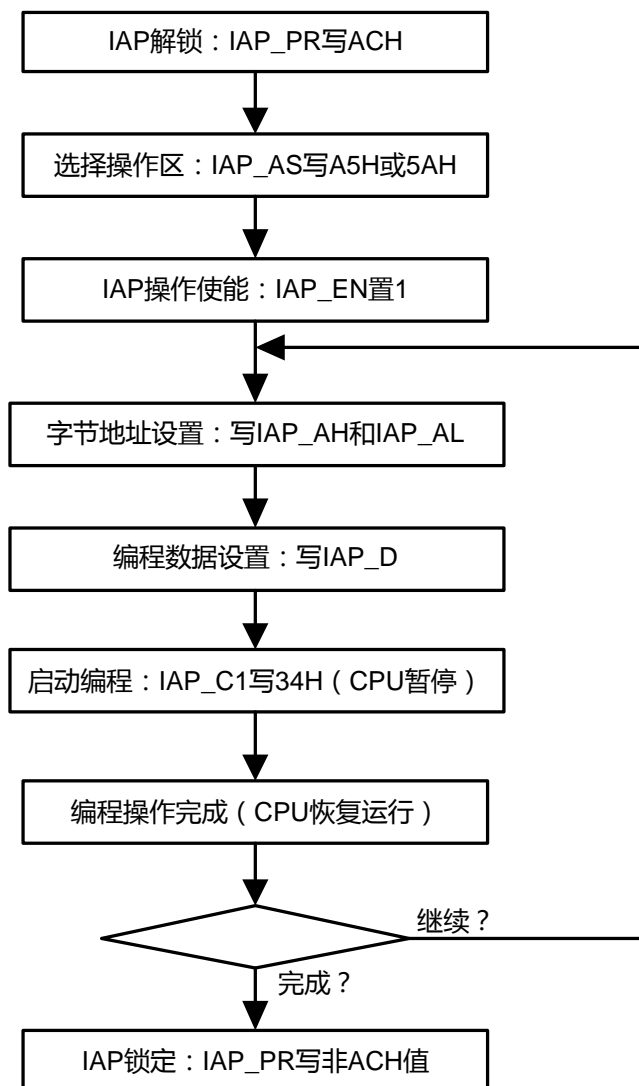 IAP解锁：IAP_PR写ACH
选择操作区：IAP_AS写A5H或5AH
IAP操作使能：IAP_EN置1
字节地址设置：写IAP_AH和IAP_AL
编程数据设置：写IAP_D
启动编程：IAP_C1写34H（CPU暂停）
编程操作完成（CPU恢复运行）
继续？
完成？
IAP锁定：IAP_PR写非ACH值